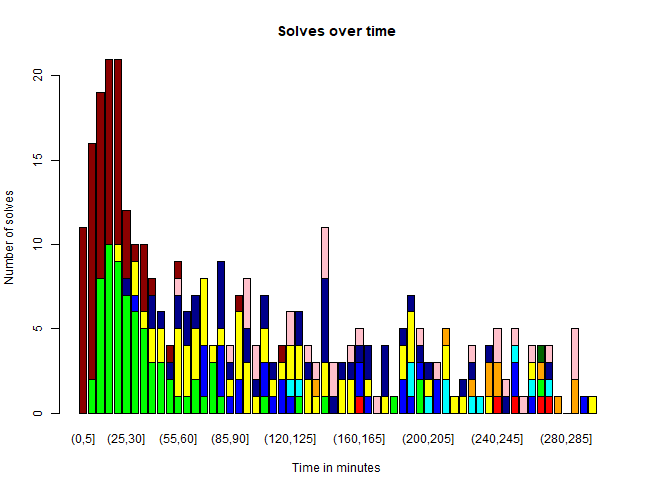 Solves over time
Number of solves
20
15
10
5
0
(0,5] (25,30] (55,60] (85,90] (120,125] (160,165] (200,205] (240,245] (280,285]
Time in minutes